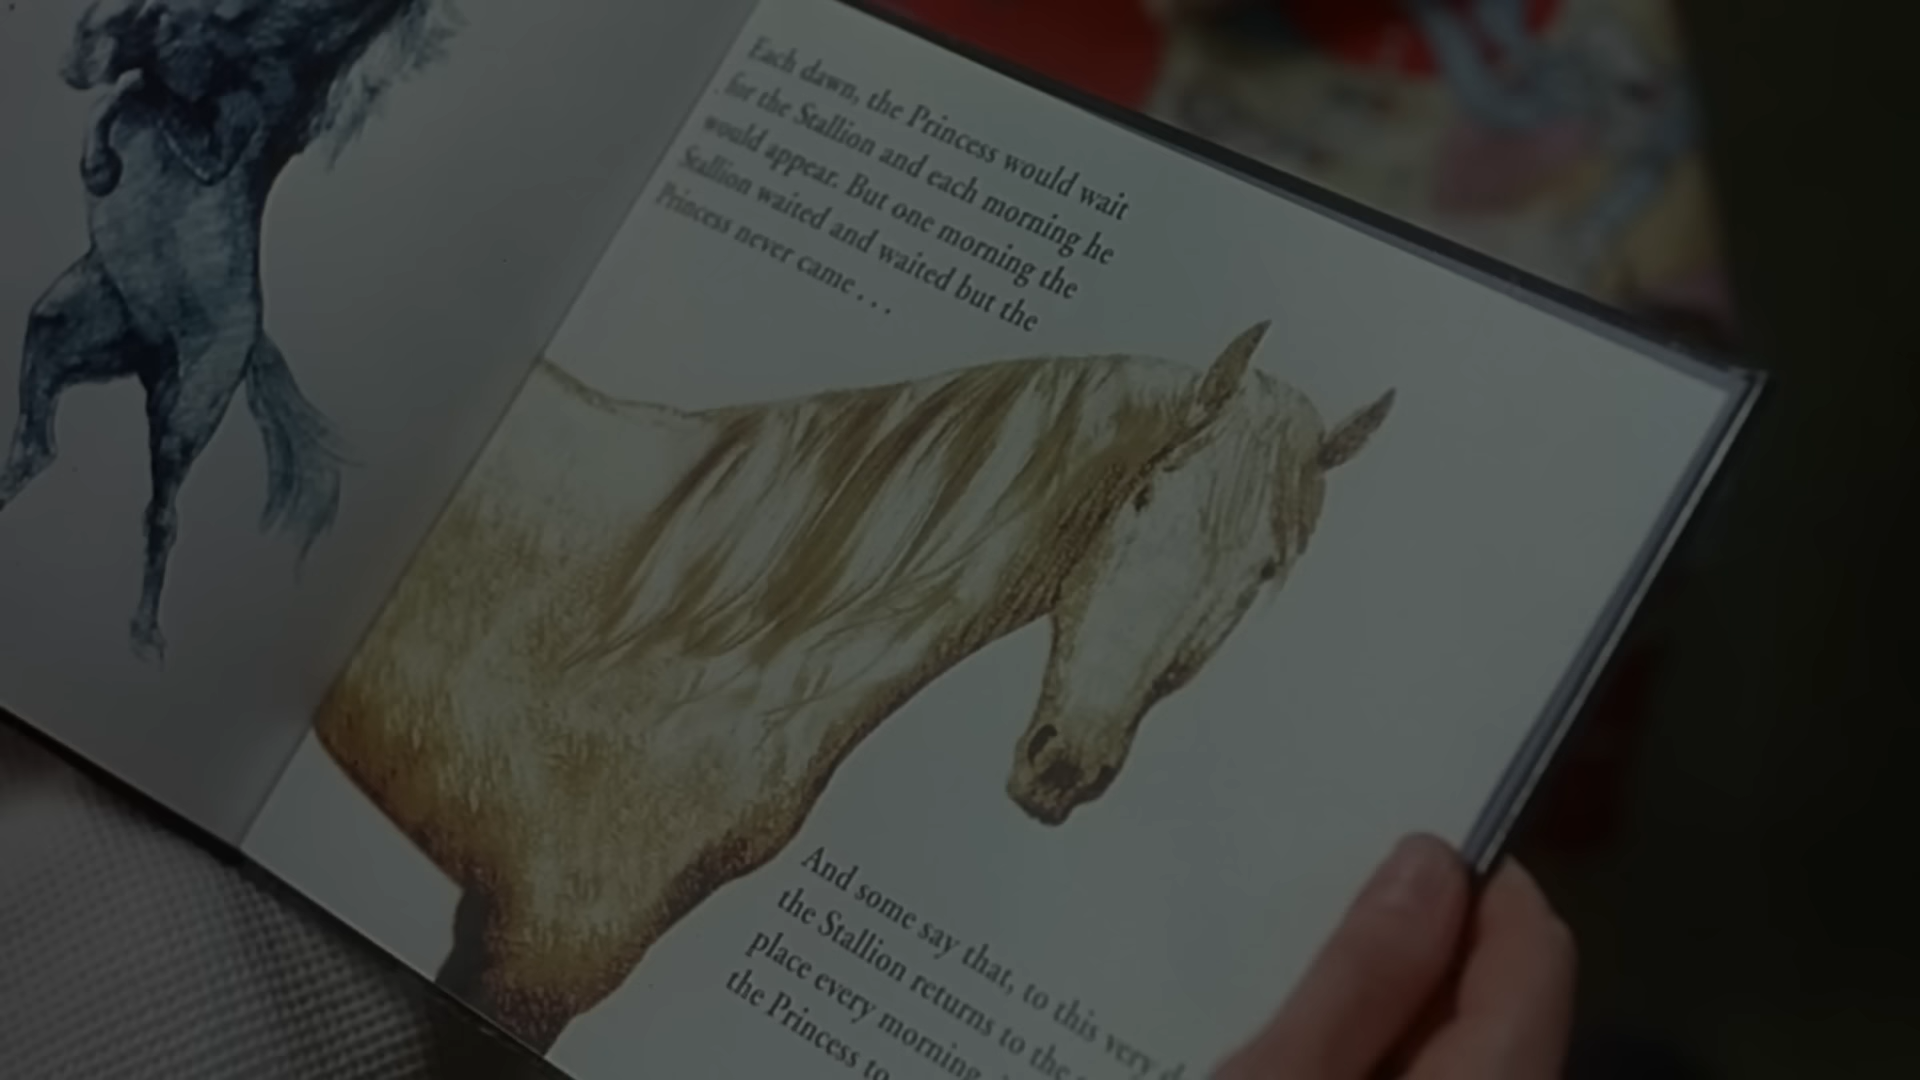 Each dawn, the Princess would wait
for the Stallion and each morning he
would appear. But one morning the
Stallion waited and waited but the
Princess never came . . .
And some say that, to this very
the Stallion returns to the
place every morning
the Princess to